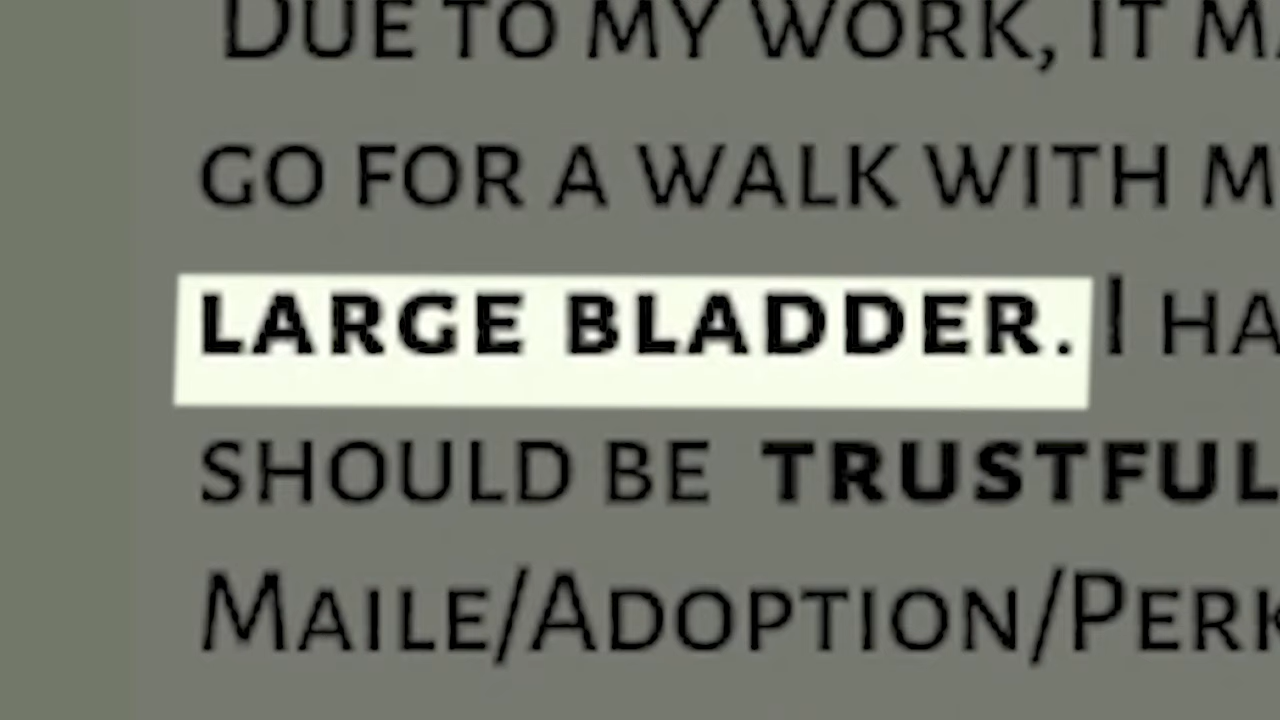 Due to my work, it
go for a walk with
large bladder. I
should be trustful
Maile/Adoption/